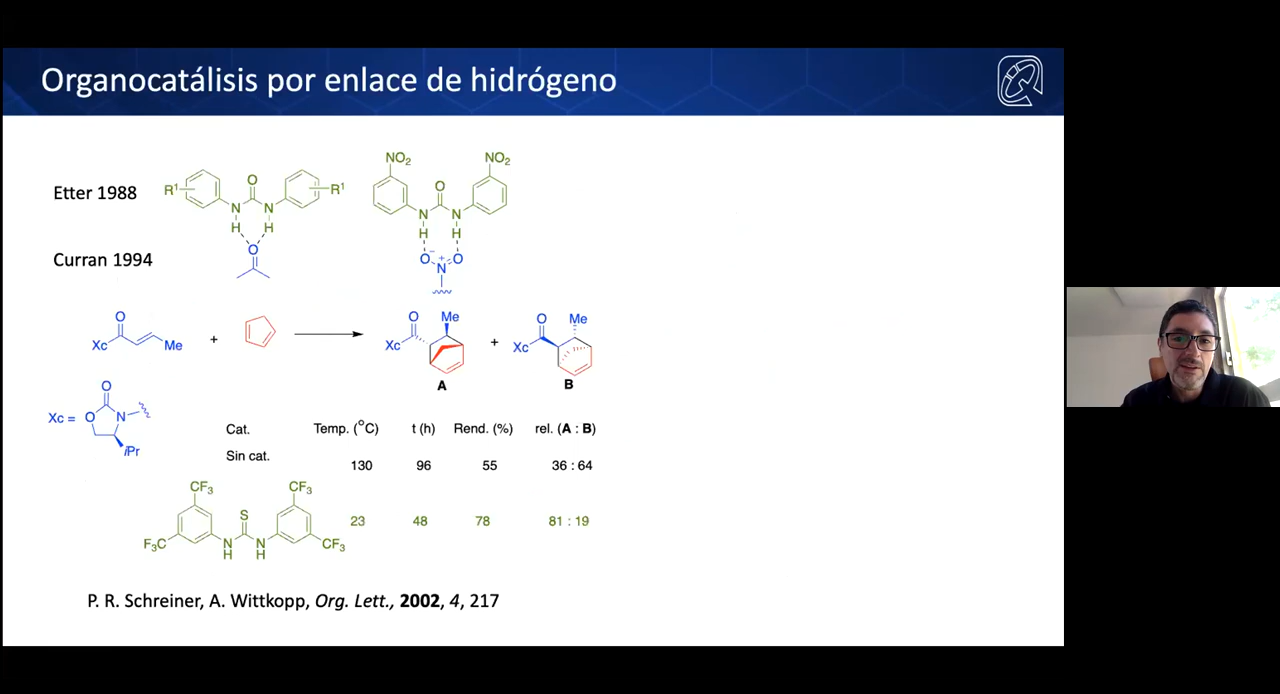 Organocatálisis por enlace de hidrógeno
Etter 1988
R¹
O
R¹
N
N
H
H
O
NO₂
NO₂
O
N
N
H
H
O⁻
N⁺
O
Curran 1994
O
Xc
Me
+
O
Me
Xc
A
+
O
Me
Xc
B
Xc =
O
O
N
iPr
Cat.
Temp. (°C)
t (h)
Rend. (%)
rel. (A : B)
Sin cat.
130
96
55
36 : 64
CF₃
CF₃
S
F₃C
N
N
CF₃
H
H
23
48
78
81 : 19
P. R. Schreiner, A. Wittkopp, Org. Lett., 2002, 4, 217